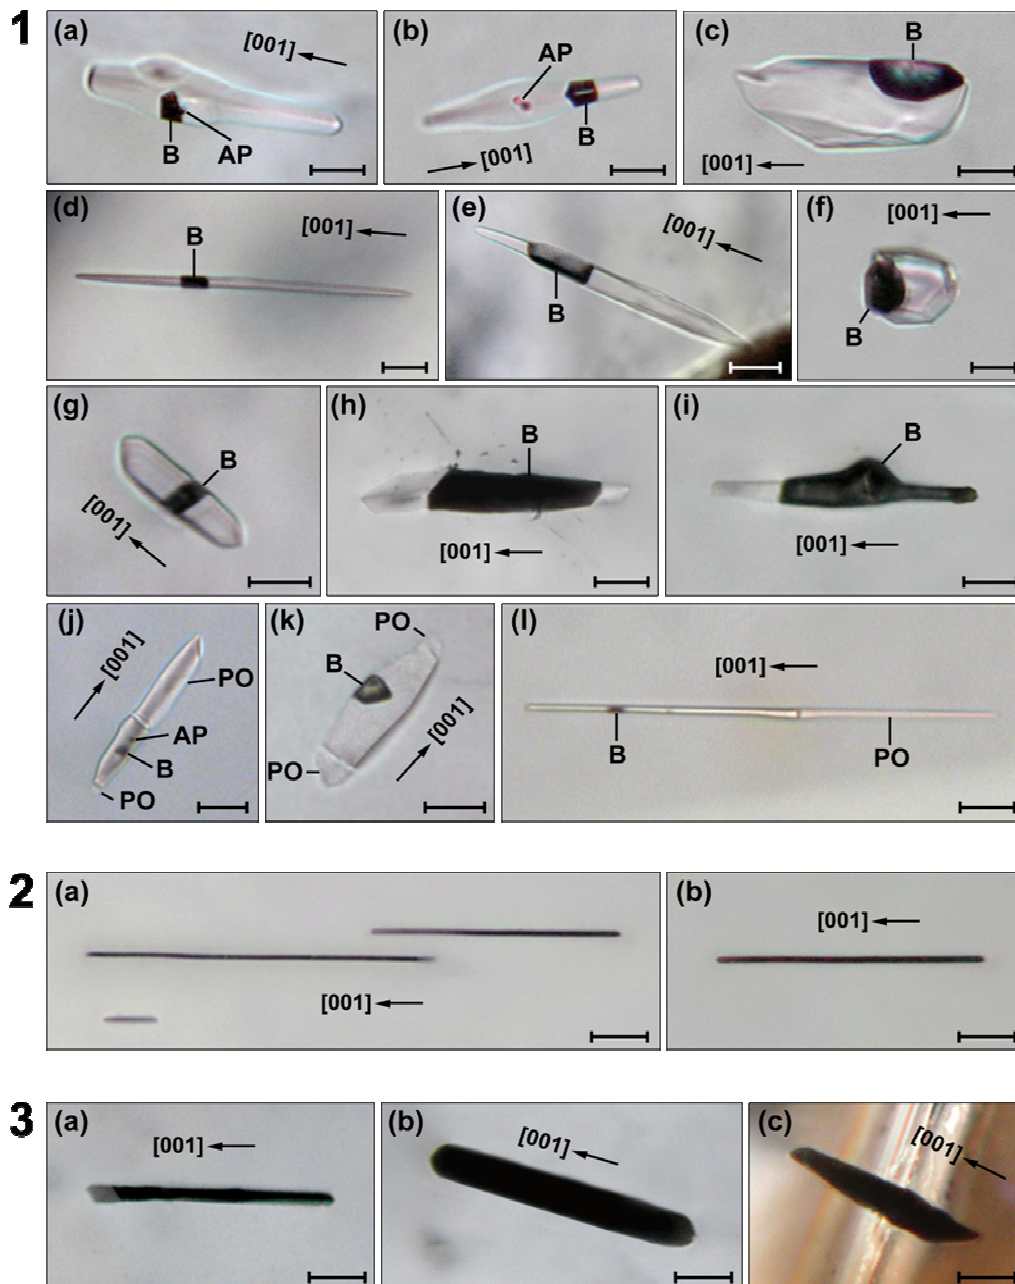 1
(a)
[001]
B
AP
(b)
AP
B
[001]
(c)
B
[001]
(d)
B
[001]
(e)
[001]
B
(f)
[001]
B
(g)
B
[001]
(h)
B
[001]
(i)
B
[001]
(j)
[001]
PO
AP
B
PO
(k)
PO
B
[001]
PO
(l)
[001]
B
PO
2
(a)
[001]
(b)
[001]
3
(a)
[001]
(b)
[001]
(c)
[001]